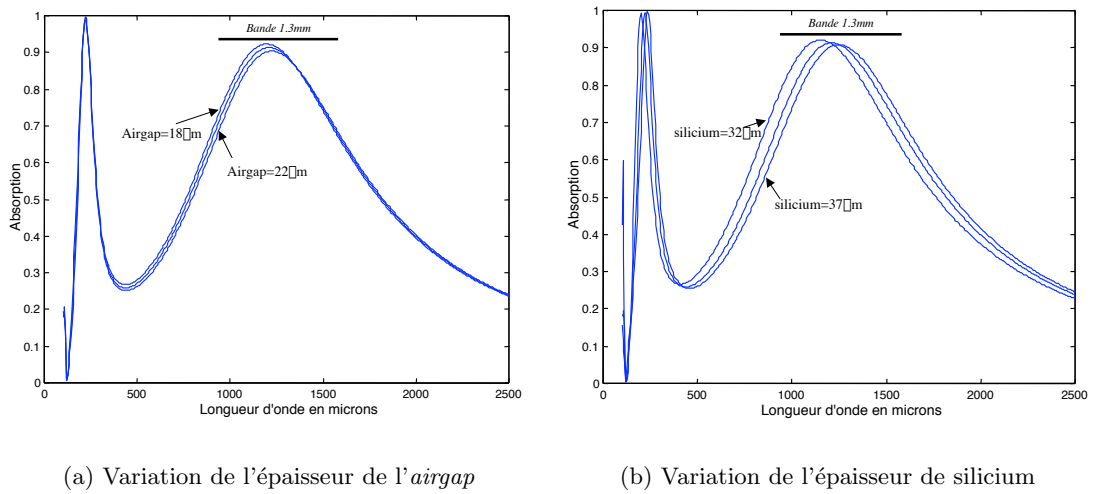 Bande 1.3mm
1
0.9
0.8
0.7
0.6
0.5
0.4
0.3
0.2
0.1
0
Absorption
Airgap=18▯m
Airgap=22▯m
0
500
1000
1500
2000
2500
Longueur d'onde en microns
(a) Variation de l'épaisseur de l'airgap
Bande 1.3mm
1
0.9
0.8
0.7
0.6
0.5
0.4
0.3
0.2
0.1
0
Absorption
silicium=32▯m
silicium=37▯m
0
500
1000
1500
2000
2500
Longueur d'onde en microns
(b) Variation de l'épaisseur de silicium